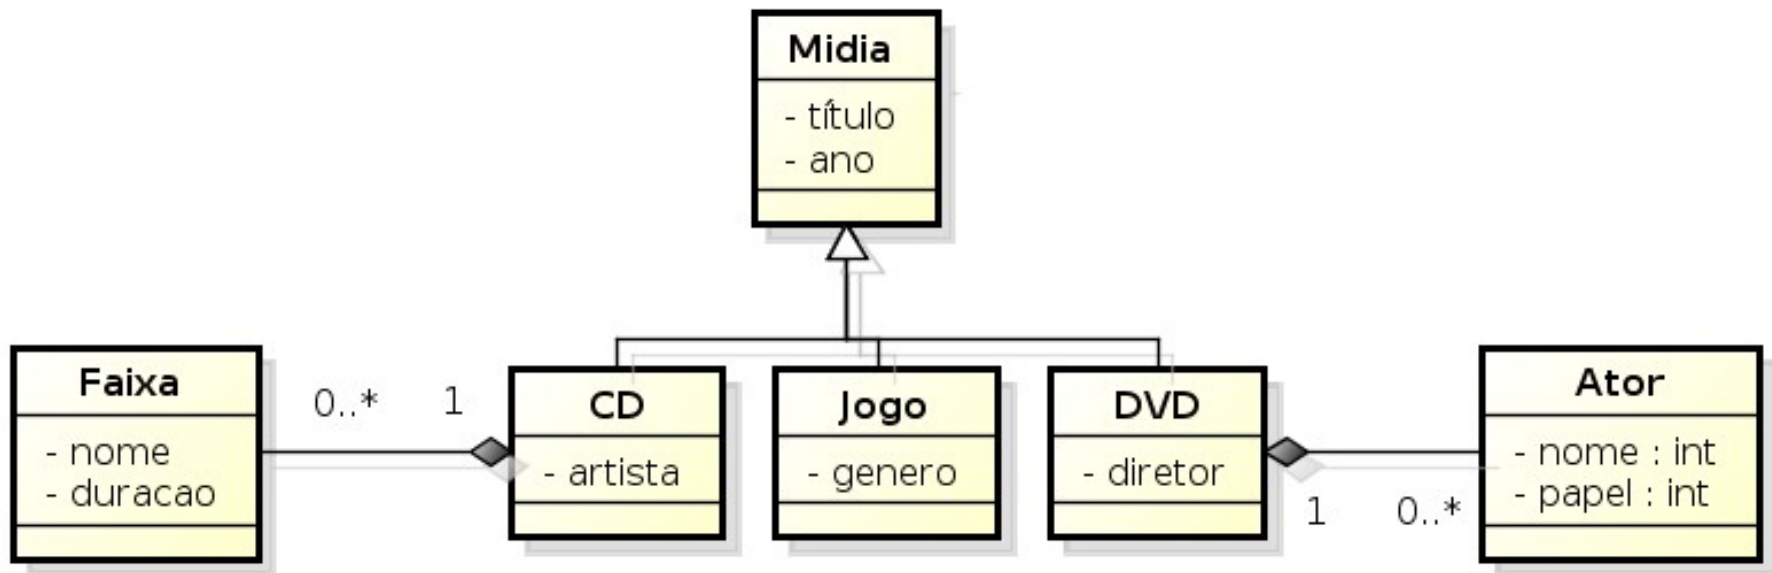 Midia
- título
- ano
Faixa
- nome
- duracao
0..* 1
CD
- artista
Jogo
- genero
DVD
- diretor
1 0..*
Ator
- nome : int
- papel : int